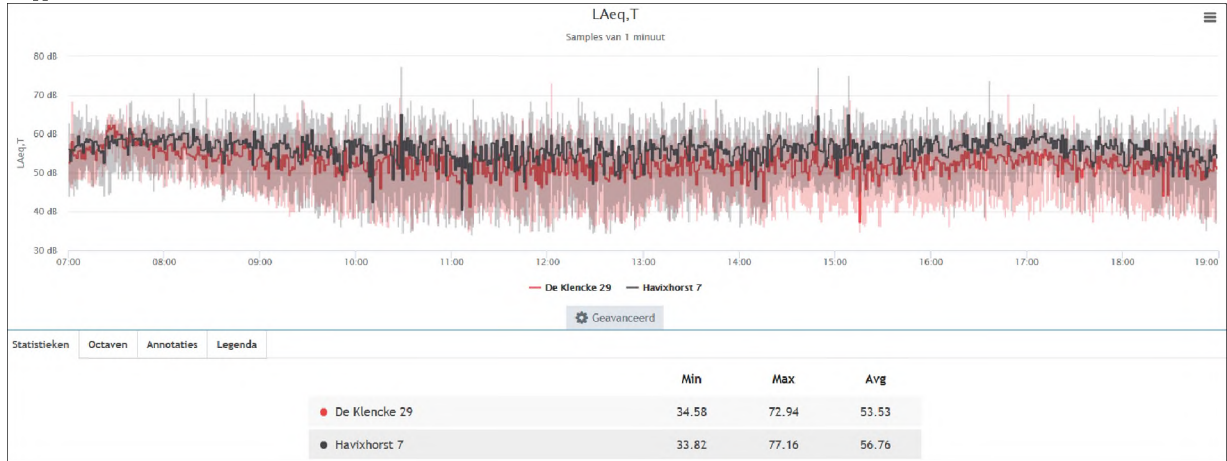 LAeq,T
Samples van 1 minuut
80 dB
70 dB
60 dB
50 dB
40 dB
30 dB
LAeq,T
07:00 08:00 09:00 10:00 11:00 12:00 13:00 14:00 15:00 16:00 17:00 18:00 19:00
De Klencke 29 Havixhorst 7
Geavanceerd
Statistieken Octaven Annotaties Legenda
Min Max Avg
De Klencke 29 34.58 72.94 53.53
Havixhorst 7 33.82 77.16 56.76